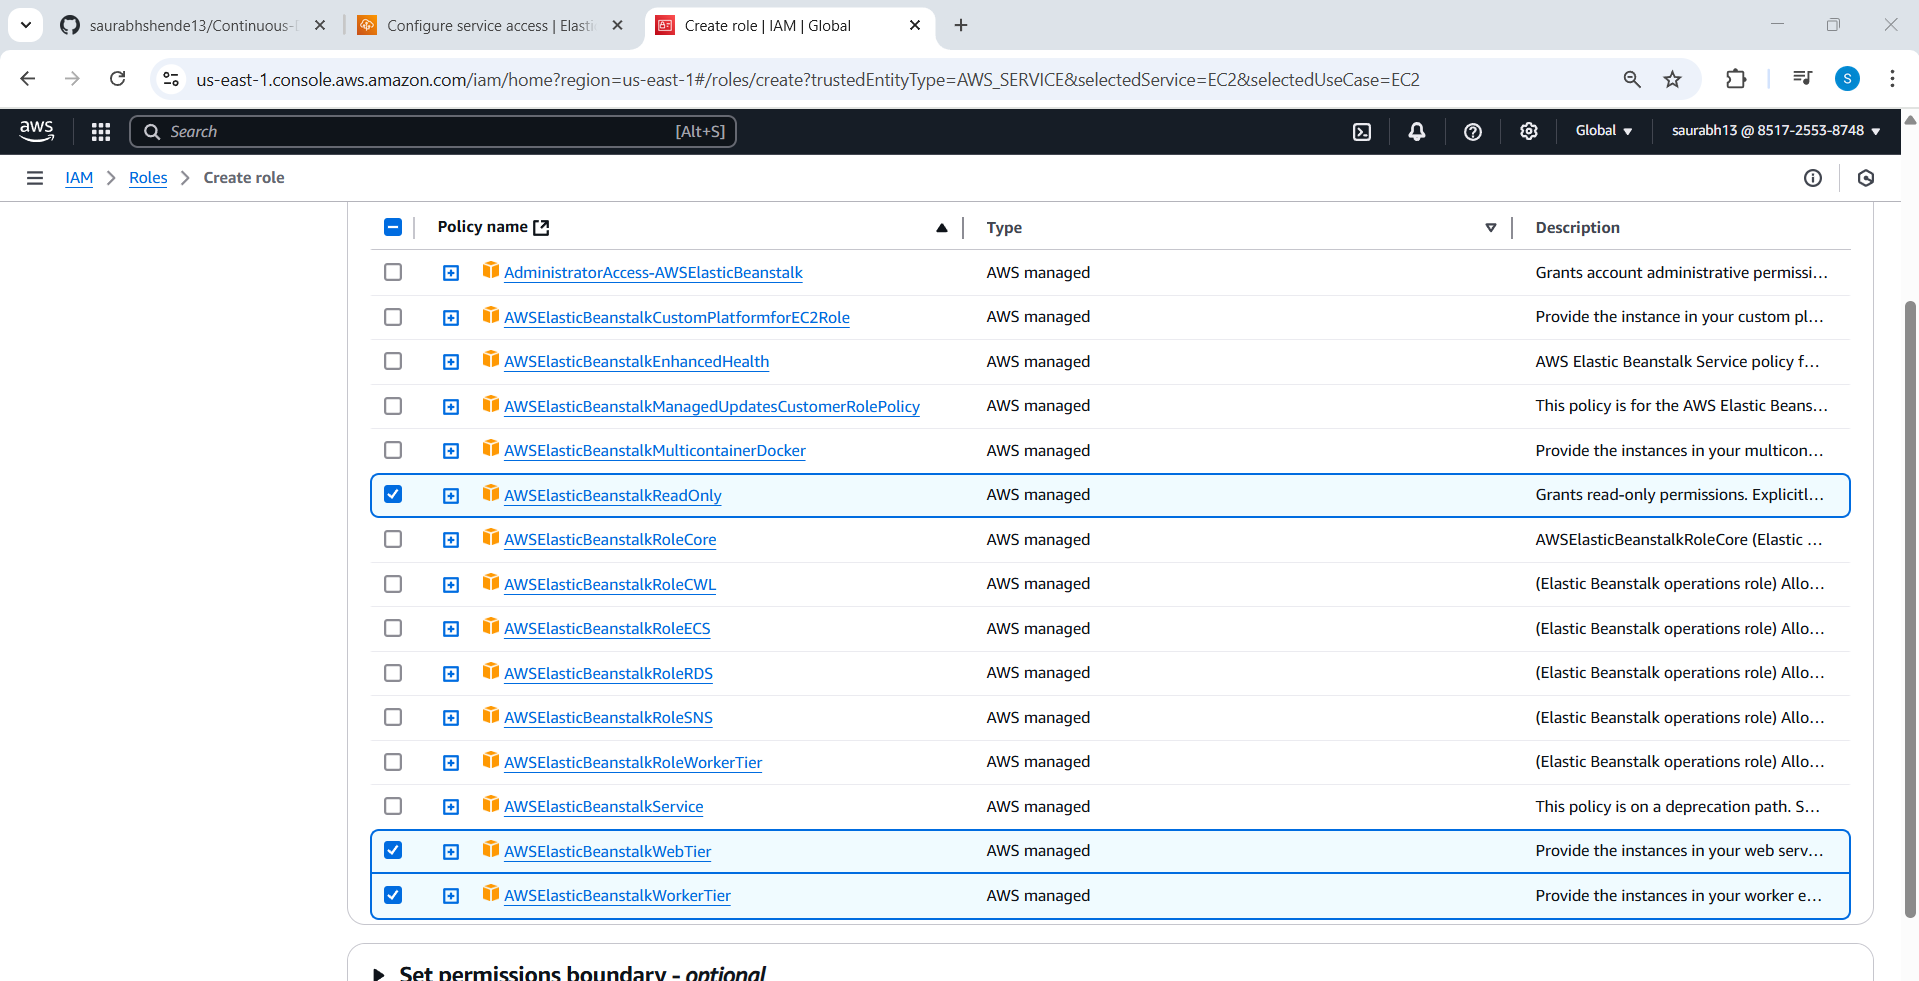 saurabhshende13/Continuous-D
Configure service access | Elastic
Create role | IAM | Global
us-east-1.console.aws.amazon.com/iam/home?region=us-east-1#/roles/create?trustedEntityType=AWS_SERVICE&selectedService=EC2&selectedUseCase=EC2
S
aws
Search
[Alt+S]
Global
saurabh13 @ 8517-2553-8748
IAM
Roles
Create role
Policy name
Type
Description
AdministratorAccess-AWSElasticBeanstalk AWS managed Grants account administrative permissi…
AWSElasticBeanstalkCustomPlatformforEC2Role AWS managed Provide the instance in your custom pl…
AWSElasticBeanstalkEnhancedHealth AWS managed AWS Elastic Beanstalk Service policy f…
AWSElasticBeanstalkManagedUpdatesCustomerRolePolicy AWS managed This policy is for the AWS Elastic Beans…
AWSElasticBeanstalkMulticontainerDocker AWS managed Provide the instances in your multicon…
AWSElasticBeanstalkReadOnly AWS managed Grants read-only permissions. Explicitl…
AWSElasticBeanstalkRoleCore AWS managed AWSElasticBeanstalkRoleCore (Elastic …
AWSElasticBeanstalkRoleCWL AWS managed (Elastic Beanstalk operations role) Allo…
AWSElasticBeanstalkRoleECS AWS managed (Elastic Beanstalk operations role) Allo…
AWSElasticBeanstalkRoleRDS AWS managed (Elastic Beanstalk operations role) Allo…
AWSElasticBeanstalkRoleSNS AWS managed (Elastic Beanstalk operations role) Allo…
AWSElasticBeanstalkRoleWorkerTier AWS managed (Elastic Beanstalk operations role) Allo…
AWSElasticBeanstalkService AWS managed This policy is on a deprecation path. S…
AWSElasticBeanstalkWebTier AWS managed Provide the instances in your web serv…
AWSElasticBeanstalkWorkerTier AWS managed Provide the instances in your worker e…
Set permissions boundary - optional